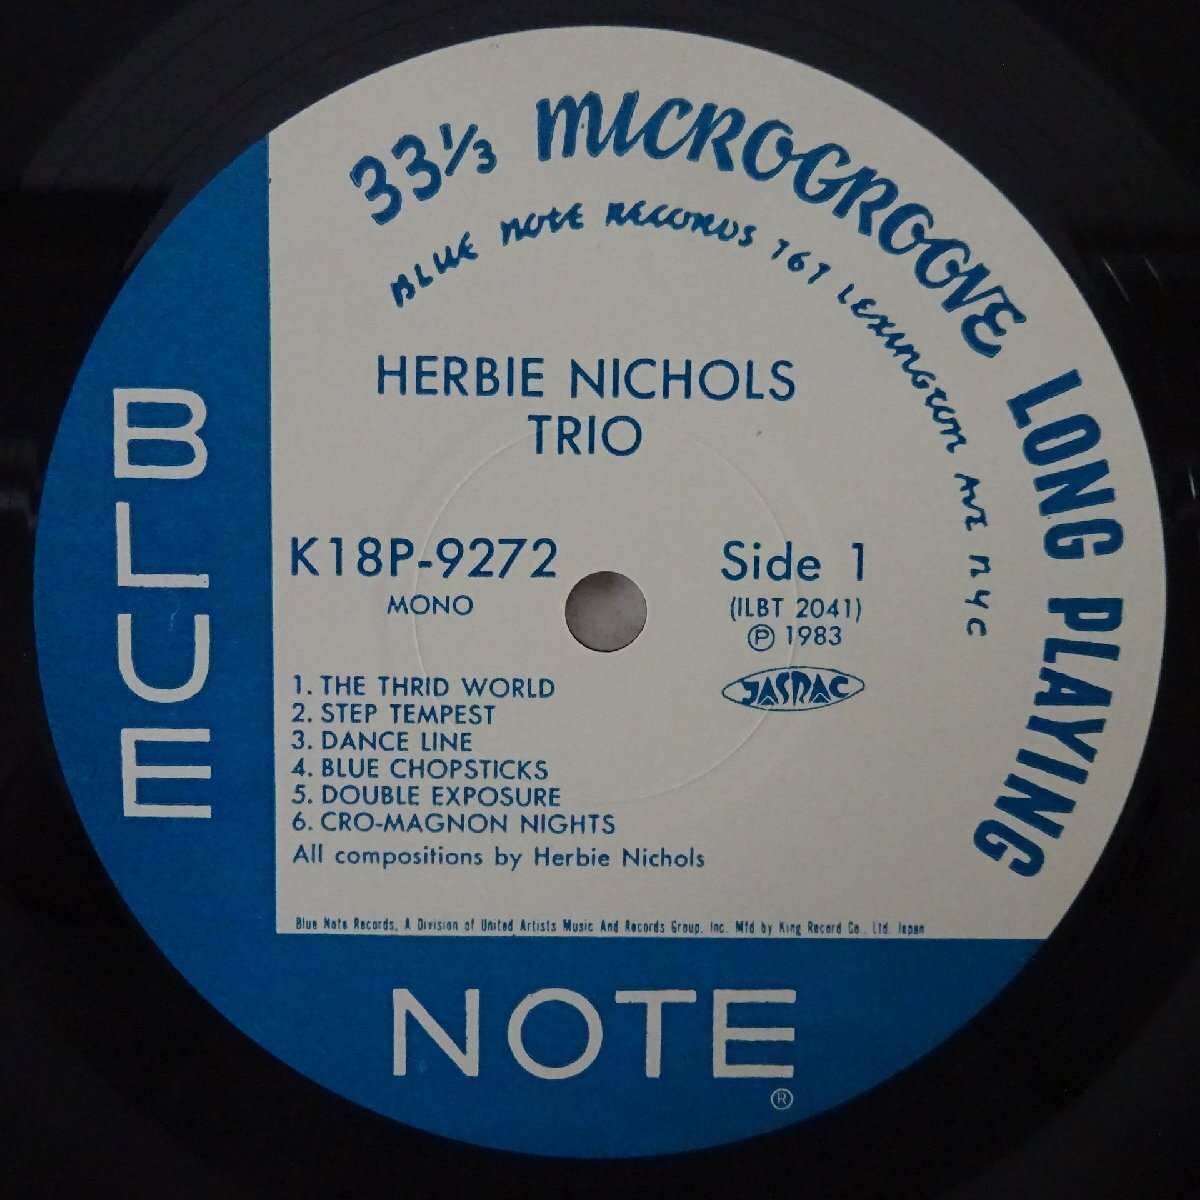 33⅓ MICROGROOVE LONG PLAYING
BLUE NOTE RECORDS 767 LEXINGTON AVE NYC
HERBIE NICHOLS
TRIO
K18P-9272
MONO
Side 1
(ILBT 2041)
Ⓟ 1983
JASRAC
1. THE THRID WORLD
2. STEP TEMPEST
3. DANCE LINE
4. BLUE CHOPSTICKS
5. DOUBLE EXPOSURE
6. CRO-MAGNON NIGHTS
All compositions by Herbie Nichols
Blue Note Records, A Division of United Artists Music And Records Group, Inc. Mfd by King Record Co., Ltd. Japan
BLUE
NOTE
®